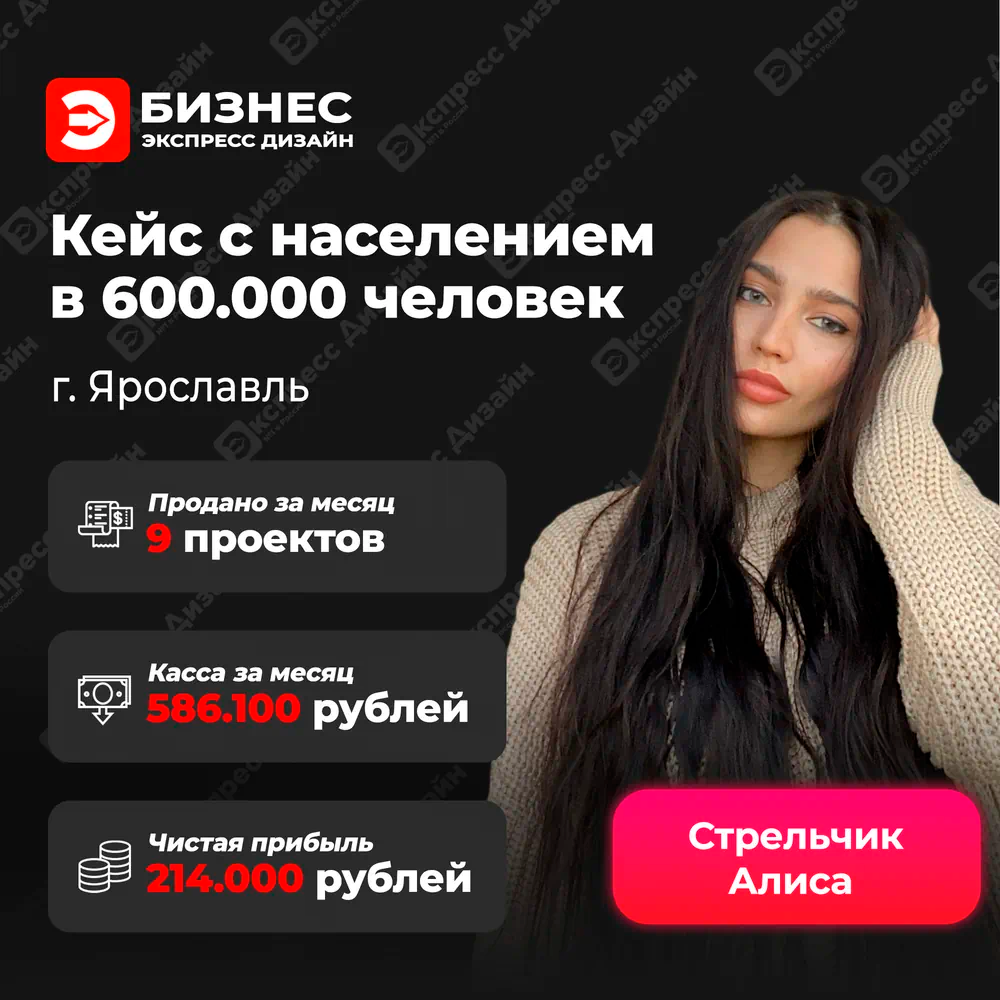 БИЗНЕС
ЭКСПРЕСС ДИЗАЙН
Кейс с населением
в 600.000 человек
г. Ярославль
Продано за месяц
9 проектов
Касса за месяц
586.100 рублей
Чистая прибыль
214.000 рублей
Стрельчик
Алиса
Экспресс Дизайн